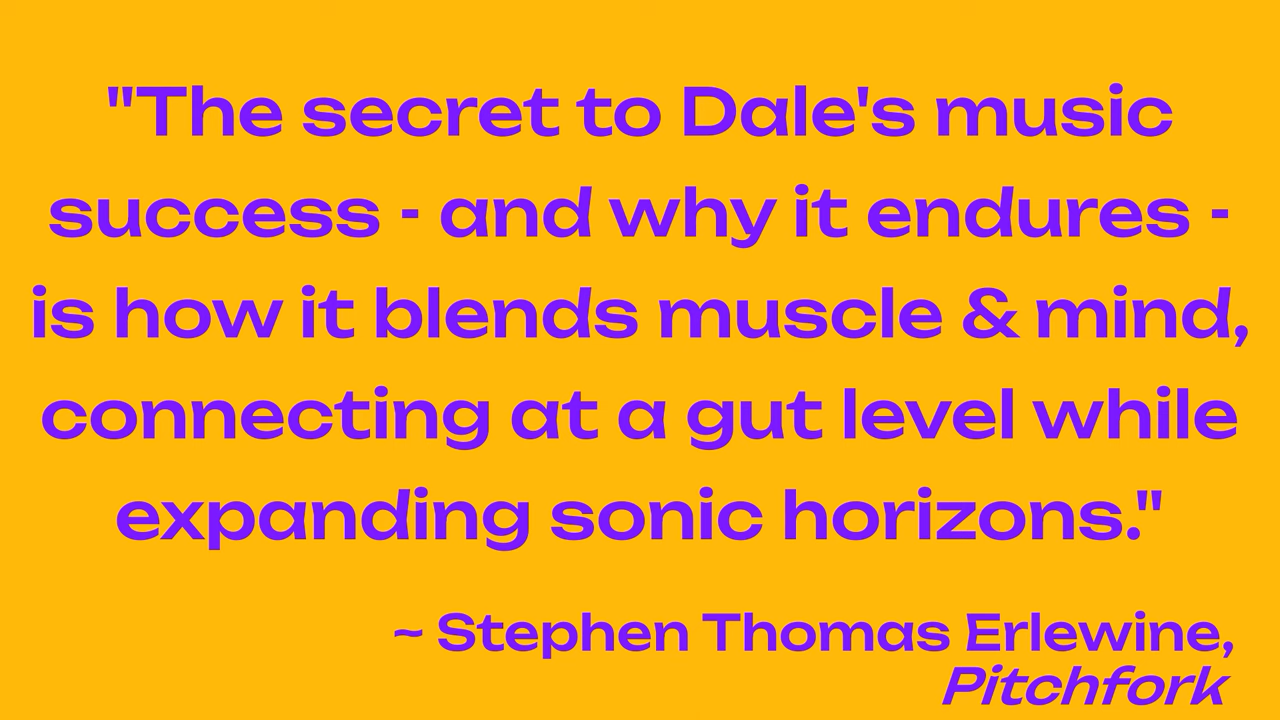 "The secret to Dale's music
success - and why it endures -
is how it blends muscle & mind,
connecting at a gut level while
expanding sonic horizons."
~ Stephen Thomas Erlewine,
Pitchfork